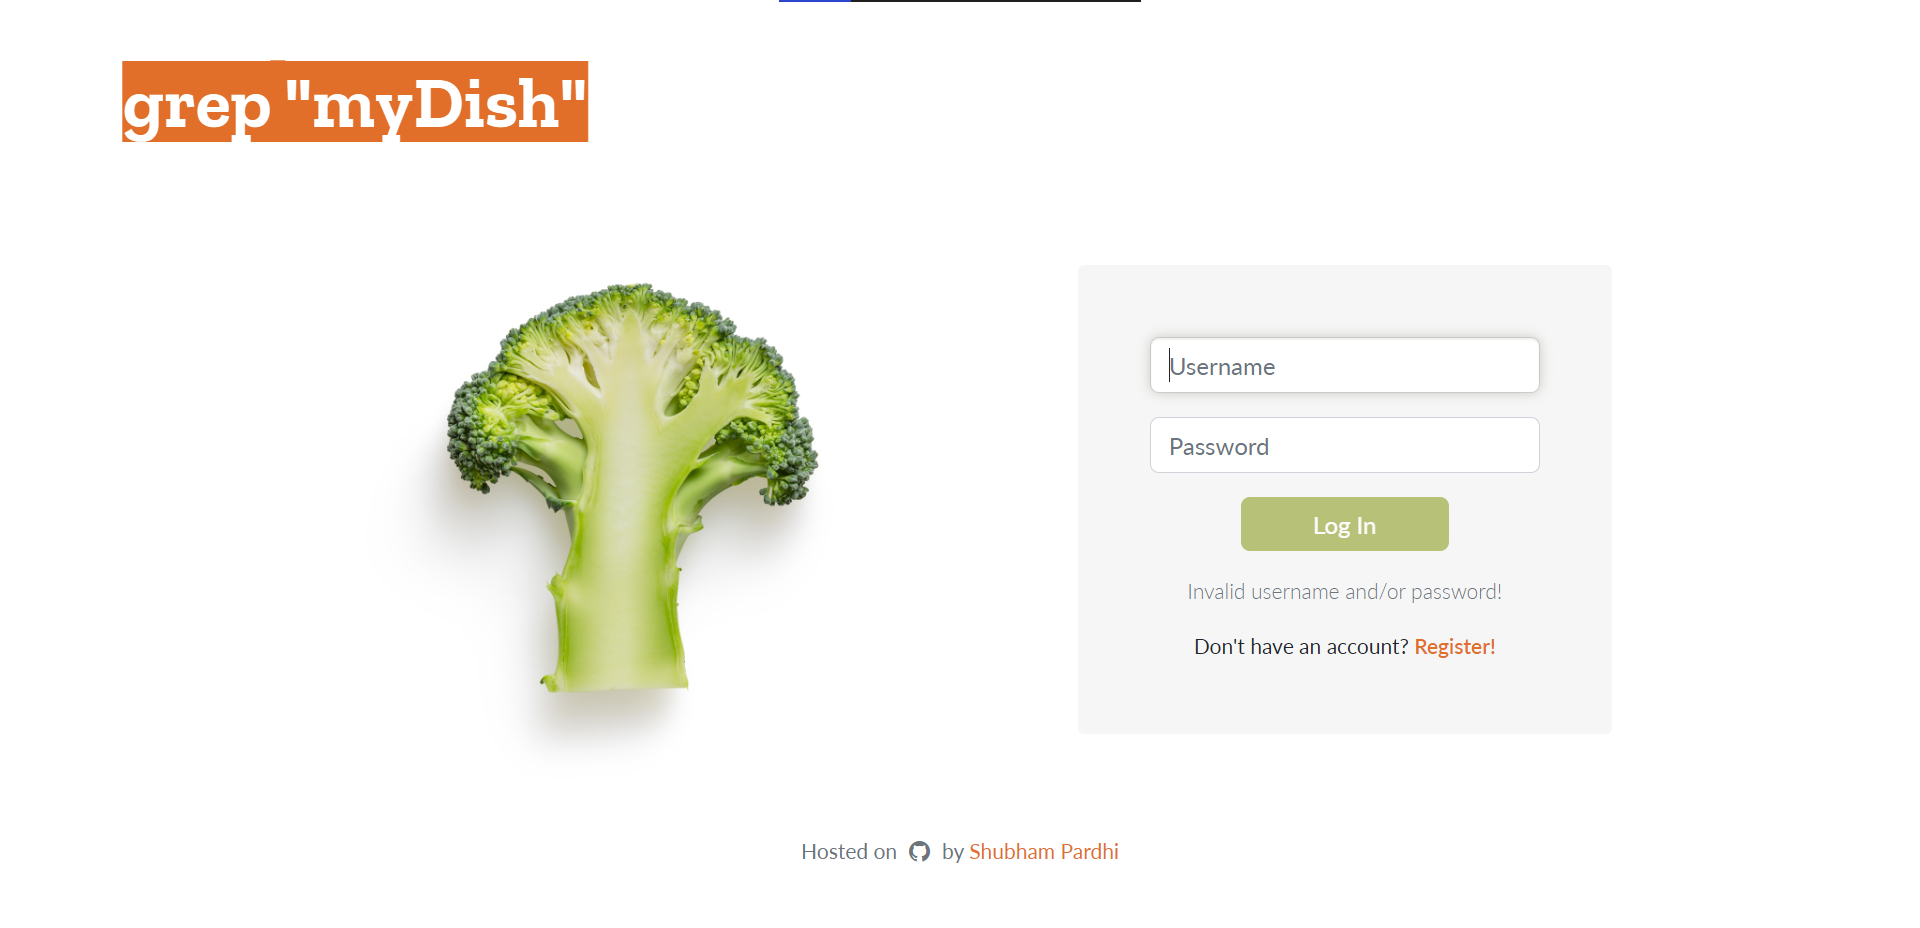 grep "myDish"
Username
Password
Log In
Invalid username and/or password!
Don't have an account? Register!
Hosted on by Shubham Pardhi